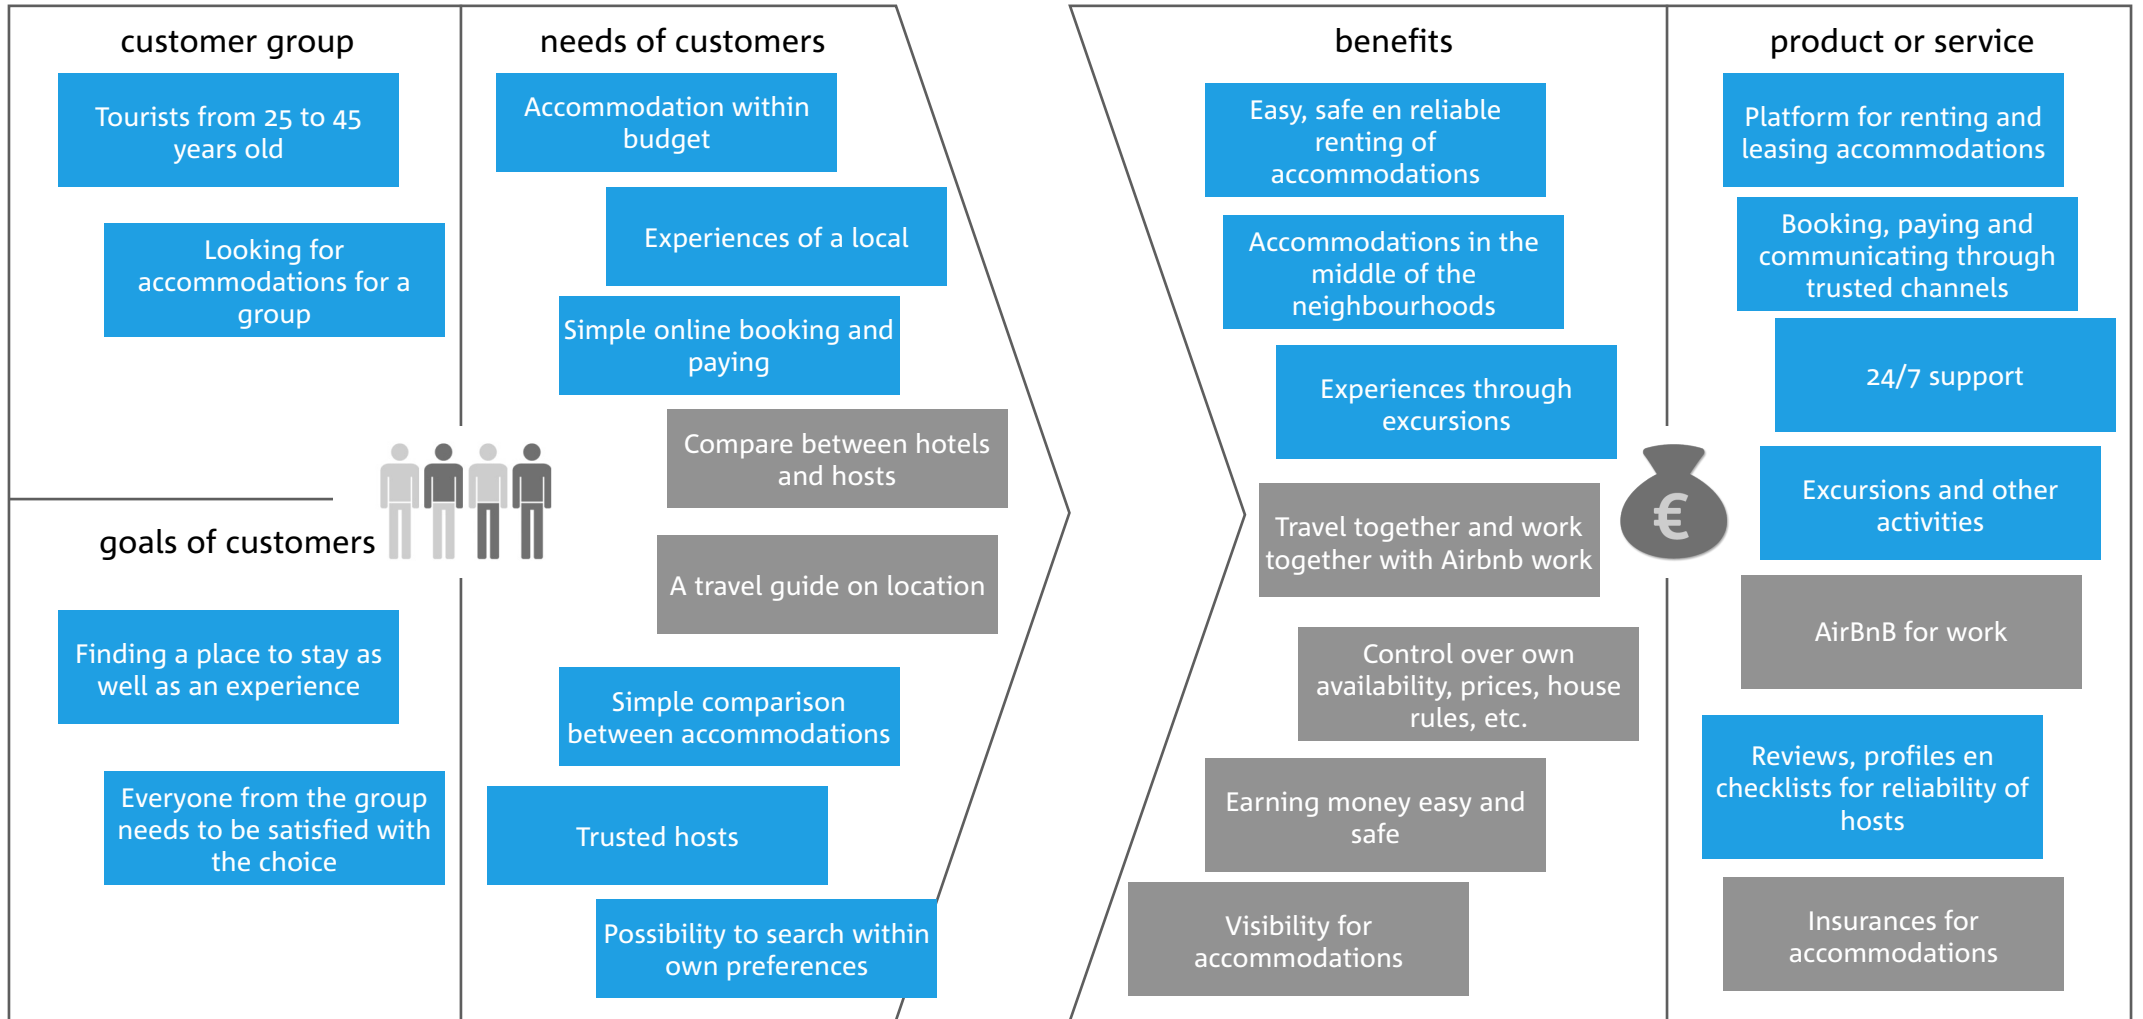 customer group
Tourists from 25 to 45
years old
Looking for
accommodations for a
group
goals of customers
Finding a place to stay as
well as an experience
Everyone from the group
needs to be satisfied with
the choice
needs of customers
Accommodation within
budget
Experiences of a local
Simple online booking and
paying
Compare between hotels
and hosts
A travel guide on location
Simple comparison
between accommodations
Trusted hosts
Possibility to search within
own preferences
benefits
Easy, safe en reliable
renting of
accommodations
Accommodations in the
middle of the
neighbourhoods
Experiences through
excursions
Travel together and work
together with Airbnb work
Control over own
availability, prices, house
rules, etc.
Earning money easy and
safe
Visibility for
accommodations
€
product or service
Platform for renting and
leasing accommodations
Booking, paying and
communicating through
trusted channels
24/7 support
Excursions and other
activities
AirBnB for work
Reviews, profiles en
checklists for reliability of
hosts
Insurances for
accommodations